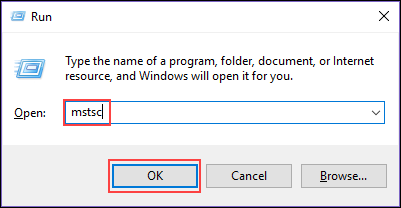 Run
Type the name of a program, folder, document, or Internet
resource, and Windows will open it for you.
Open: mstsc
OK Cancel Browse...